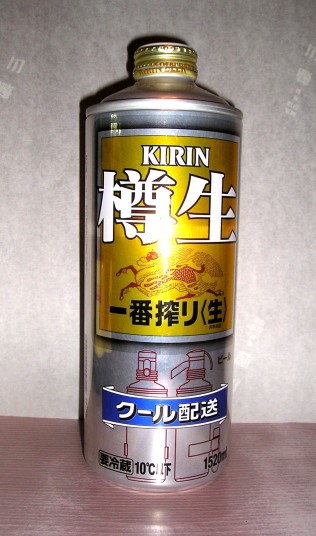 KIRIN
樽生
一番搾り〈生〉
ビール
クール配送
要冷蔵 10℃以下
1520ml